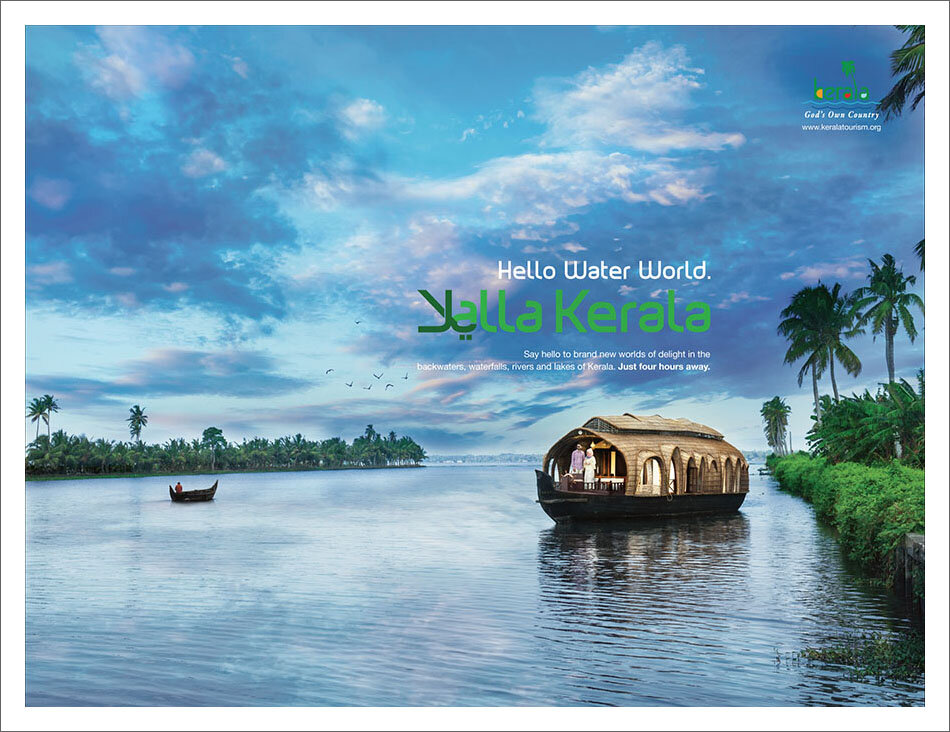 kerala
God's Own Country
www.keralatourism.org
Hello Water World.
يلا Yalla Kerala
Say hello to brand new worlds of delight in the
backwaters, waterfalls, rivers and lakes of Kerala. Just four hours away.